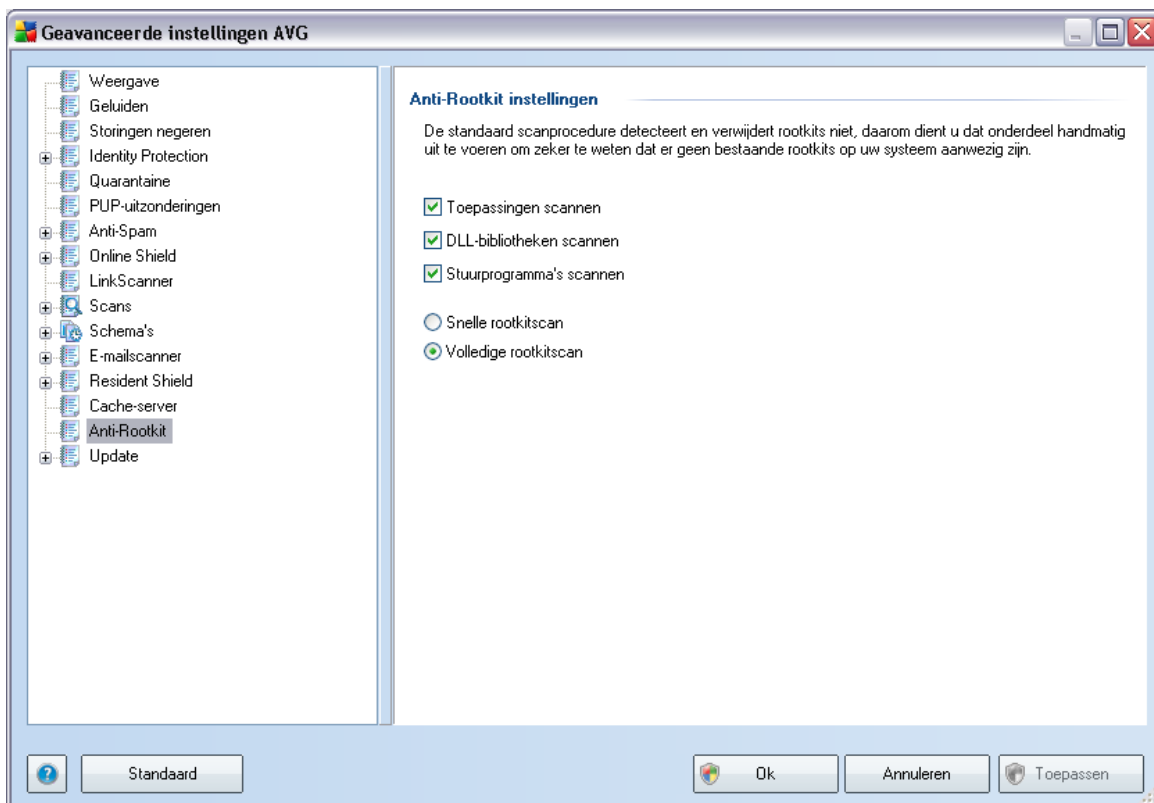 Geavanceerde instellingen AVG
Weergave
Geluiden
Storingen negeren
Identity Protection
Quarantaine
PUP-uitzonderingen
Anti-Spam
Online Shield
LinkScanner
Scans
Schema's
E-mailscanner
Resident Shield
Cache-server
Anti-Rootkit
Update
Anti-Rootkit instellingen
De standaard scanprocedure detecteert en verwijdert rootkits niet, daarom dient u dat onderdeel handmatig
uit te voeren om zeker te weten dat er geen bestaande rootkits op uw systeem aanwezig zijn.
Toepassingen scannen
DLL-bibliotheken scannen
Stuurprogramma's scannen
Snelle rootkitscan
Volledige rootkitscan
Standaard
Ok
Annuleren
Toepassen